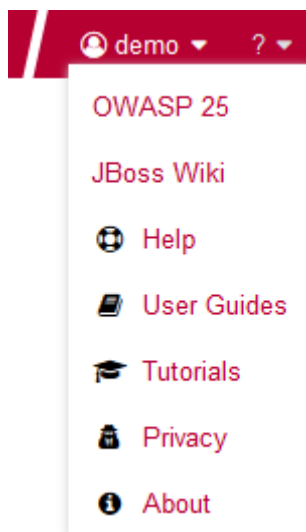 demo ?
OWASP 25
JBoss Wiki
Help
User Guides
Tutorials
Privacy
About